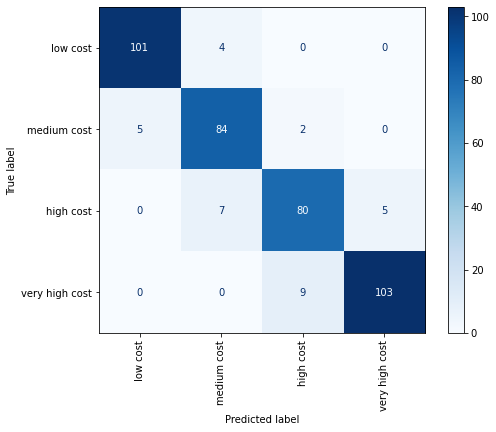 True label
low cost
medium cost
high cost
very high cost
101 4 0 0
5 84 2 0
0 7 80 5
0 0 9 103
low cost
medium cost
high cost
very high cost
Predicted label
100
80
60
40
20
0